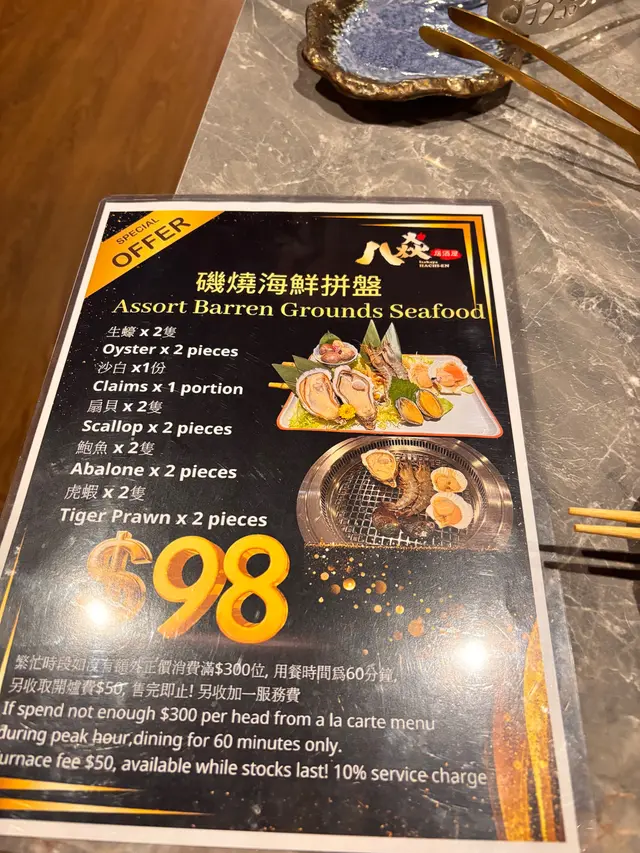 SPECIAL
OFFER
八焱
居酒屋
Izakaya
HACHI-EN
磯燒海鮮拼盤
Assort Barren Grounds Seafood
生蠔 x 2隻
Oyster x 2 pieces
沙白 x1份
Claims x 1 portion
扇貝 x 2隻
Scallop x 2 pieces
鮑魚 x 2隻
Abalone x 2 pieces
虎蝦 x 2隻
Tiger Prawn x 2 pieces
$98
繁忙時段如沒有額外正價消費滿$300位, 用餐時間爲60分鐘,
另收取開爐費$50, 售完即止! 另收加一服務費
If spend not enough $300 per head from a la carte menu
during peak hour,dining for 60 minutes only.
urnace fee $50, available while stocks last! 10% service charge